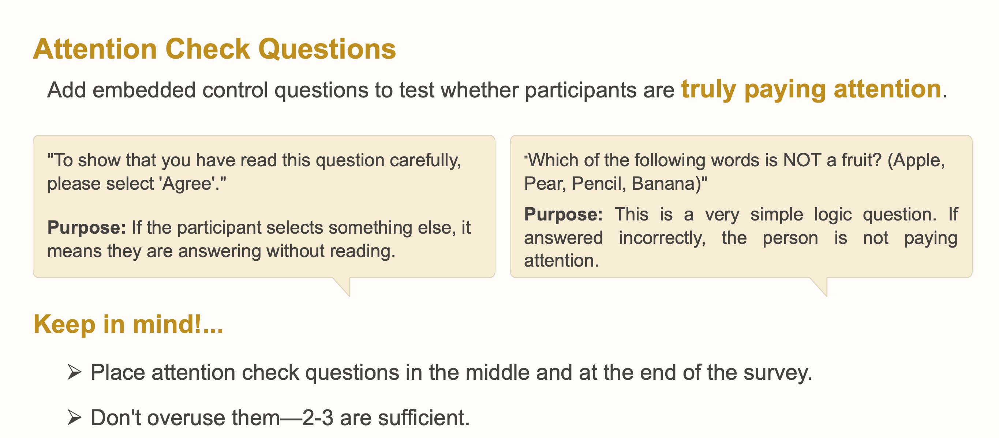 Attention Check Questions
Add embedded control questions to test whether participants are truly paying attention.
"To show that you have read this question carefully,
please select 'Agree'."
Purpose: If the participant selects something else, it
means they are answering without reading.
"Which of the following words is NOT a fruit? (Apple,
Pear, Pencil, Banana)"
Purpose: This is a very simple logic question. If
answered incorrectly, the person is not paying
attention.
Keep in mind!...
➢ Place attention check questions in the middle and at the end of the survey.
➢ Don't overuse them—2-3 are sufficient.